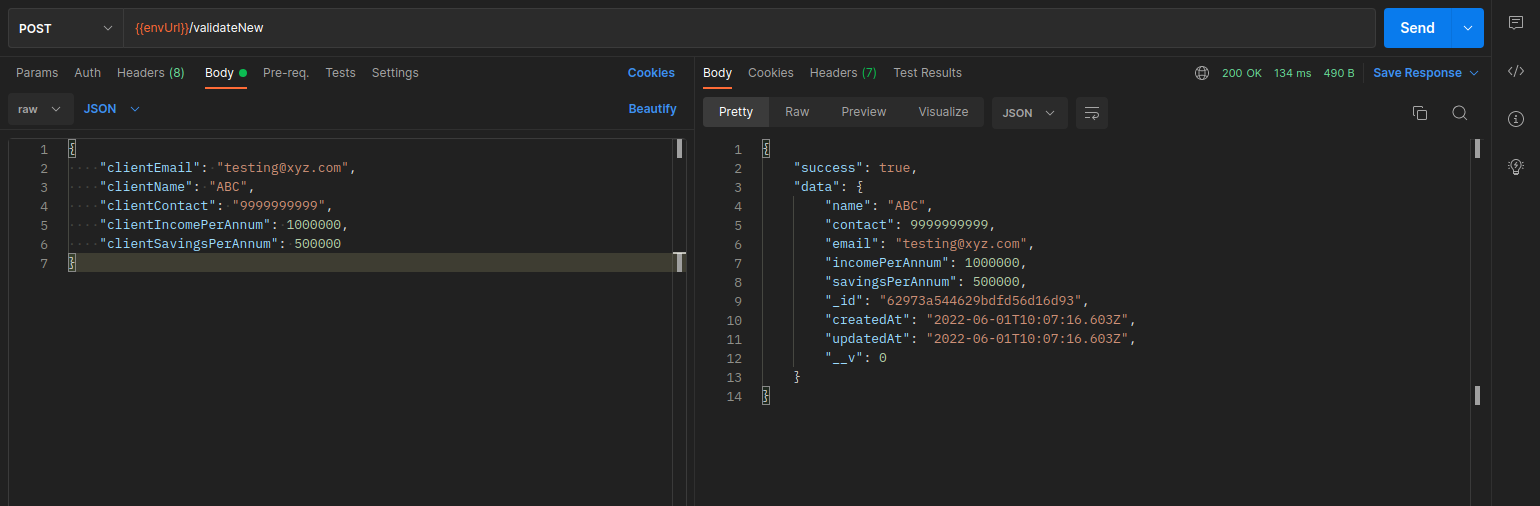 POST {{envUrl}}/validateNew Send
Params Auth Headers (8) Body Pre-req. Tests Settings Cookies
raw JSON Beautify
1 {
2 "clientEmail": "testing@xyz.com",
3 "clientName": "ABC",
4 "clientContact": "9999999999",
5 "clientIncomePerAnnum": 1000000,
6 "clientSavingsPerAnnum": 500000
7 }
Body Cookies Headers (7) Test Results 200 OK 134 ms 490 B Save Response
Pretty Raw Preview Visualize JSON
1 {
2 "success": true,
3 "data": {
4 "name": "ABC",
5 "contact": 9999999999,
6 "email": "testing@xyz.com",
7 "incomePerAnnum": 1000000,
8 "savingsPerAnnum": 500000,
9 "_id": "62973a544629bdfd56d16d93",
10 "createdAt": "2022-06-01T10:07:16.603Z",
11 "updatedAt": "2022-06-01T10:07:16.603Z",
12 "__v": 0
13 }
14 }